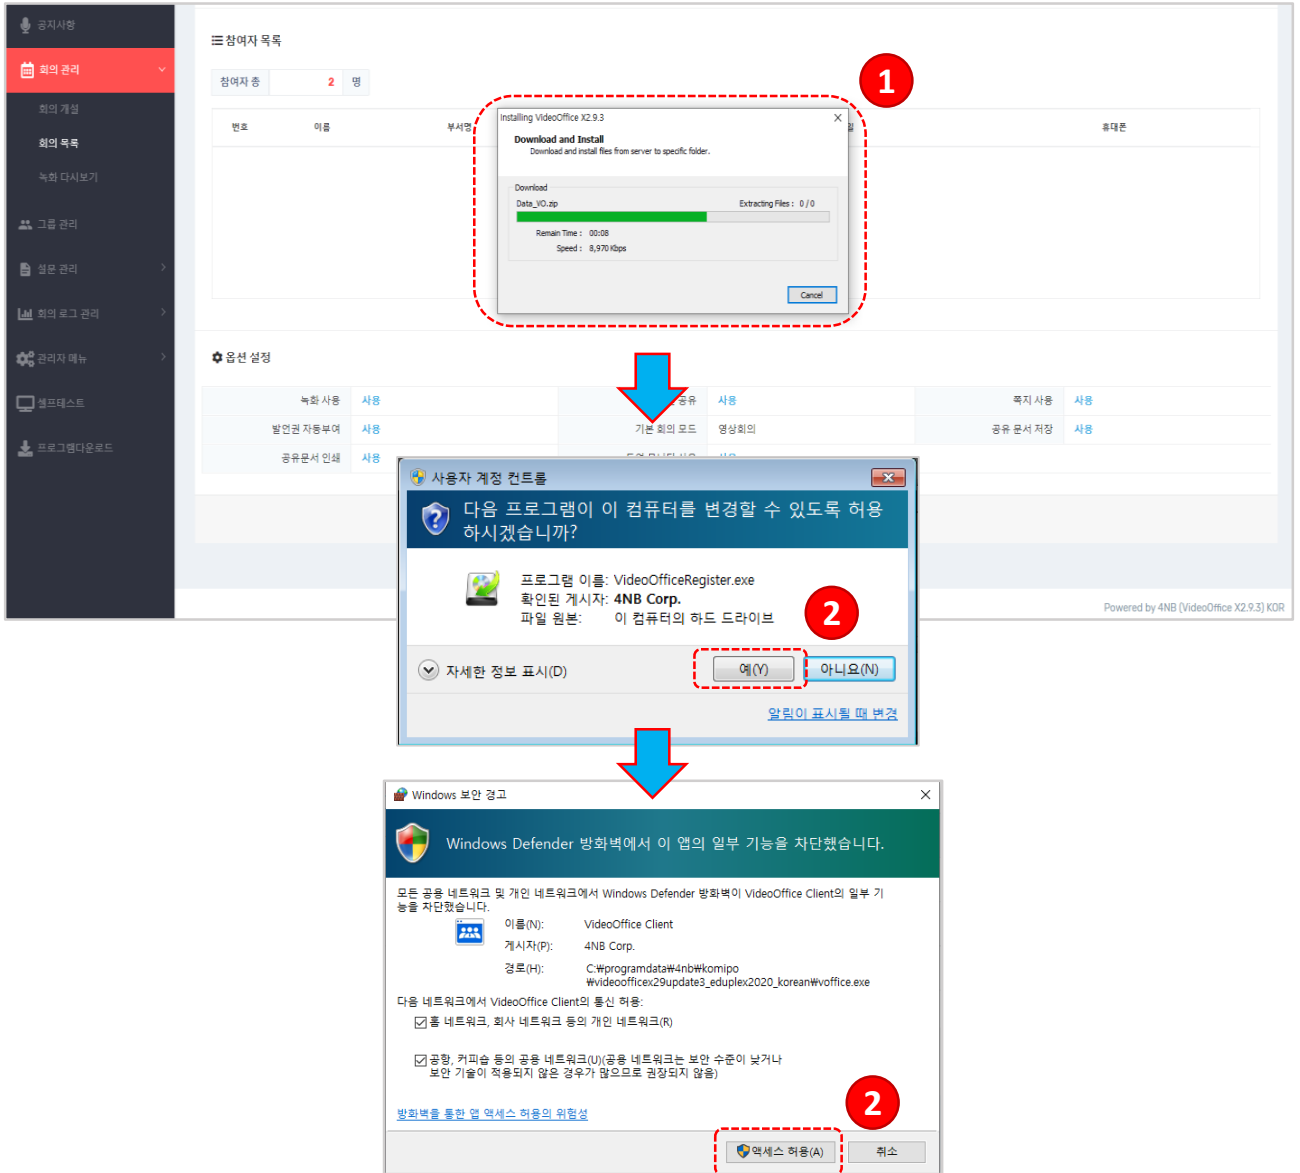 공지사항
회의 관리
회의 개설
회의 목록
녹화 다시보기
그룹 관리
설문 관리
회의 로그 관리
관리자 메뉴
셀프테스트
프로그램다운로드
참여자 목록
참여자 총 2 명
번호 이름 부서명 일 휴대폰
1
Installing VideoOffice X2.9.3
Download and Install
Download and install files from server to specific folder.
Download
Data_VO.zip Extracting Files : 0 / 0
Remain Time : 00:08
Speed : 8,970 Kbps
Cancel
옵션 설정
녹화 사용 사용 공유 사용 쪽지 사용 사용
발언권 자동부여 사용 기본 회의 모드 영상회의 공유 문서 저장 사용
공유문서 인쇄 사용
Powered by 4NB (VideoOffice X2.9.3) KOR
사용자 계정 컨트롤
다음 프로그램이 이 컴퓨터를 변경할 수 있도록 허용
하시겠습니까?
프로그램 이름: VideoOfficeRegister.exe
확인된 게시자: 4NB Corp.
파일 원본: 이 컴퓨터의 하드 드라이브
2
자세한 정보 표시(D) 예(Y) 아니요(N)
알림이 표시될 때 변경
Windows 보안 경고
Windows Defender 방화벽에서 이 앱의 일부 기능을 차단했습니다.
모든 공용 네트워크 및 개인 네트워크에서 Windows Defender 방화벽이 VideoOffice Client의 일부 기
능을 차단했습니다.
이름(N): VideoOffice Client
게시자(P): 4NB Corp.
경로(H): C:₩programdata₩4nb₩komipo
₩videoofficex29update3_eduplex2020_korean₩voffice.exe
다음 네트워크에서 VideoOffice Client의 통신 허용:
홈 네트워크, 회사 네트워크 등의 개인 네트워크(R)
공항, 커피숍 등의 공용 네트워크(U)(공용 네트워크는 보안 수준이 낮거나
보안 기술이 적용되지 않은 경우가 많으므로 권장되지 않음)
방화벽을 통한 앱 액세스 허용의 위험성
2
액세스 허용(A) 취소